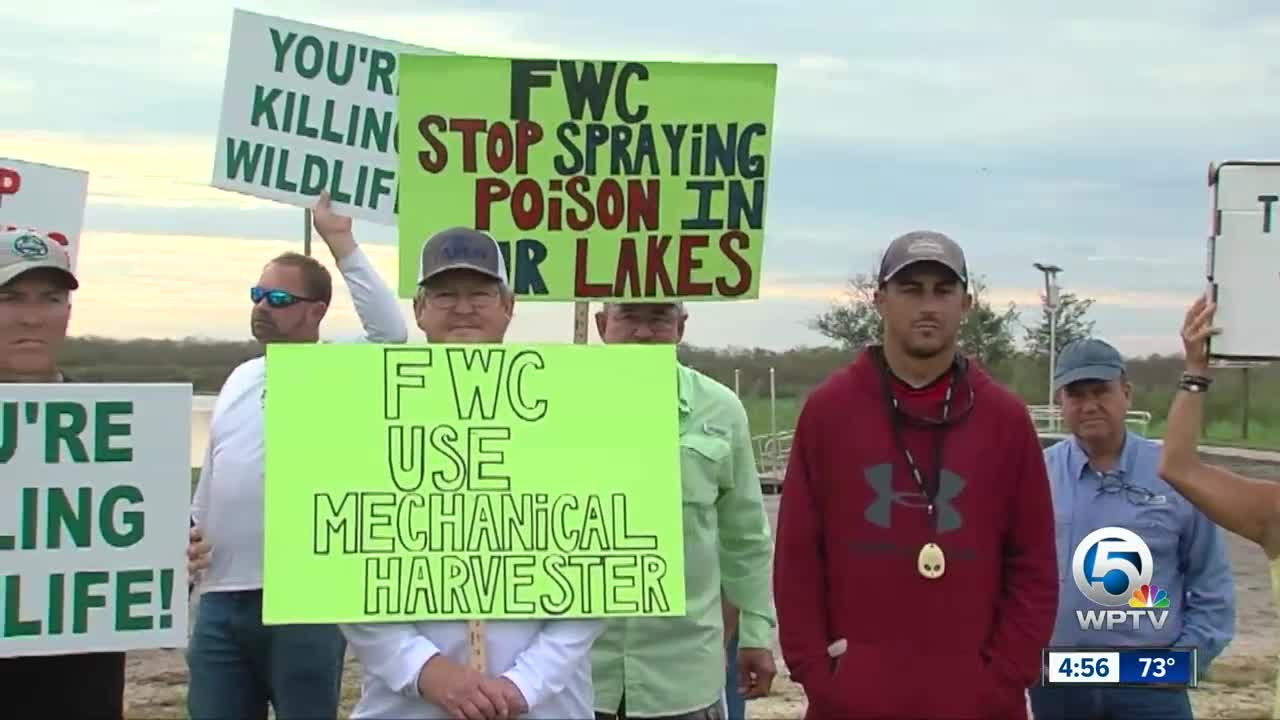 YOU'R
KILLING
WILDLIFE
FWC
STOP SPRAYiNG
POiSON IN
LAKES
P
FWC
USE
MECHANiCAL
HARVESTER
U'RE
LING
LIFE!
T
5
WPTV
4:56 73°